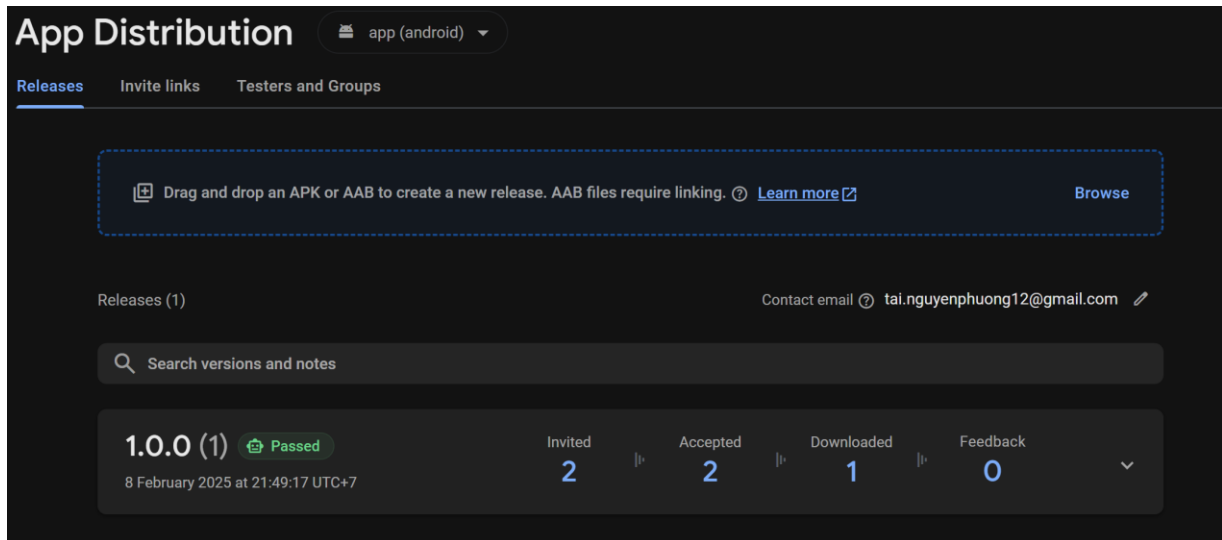 App Distribution app (android)
Releases Invite links Testers and Groups
Drag and drop an APK or AAB to create a new release. AAB files require linking. Learn more Browse
Releases (1) Contact email tai.nguyenphuong12@gmail.com
Search versions and notes
1.0.0 (1) Passed Invited Accepted Downloaded Feedback
2 2 1 0
8 February 2025 at 21:49:17 UTC+7